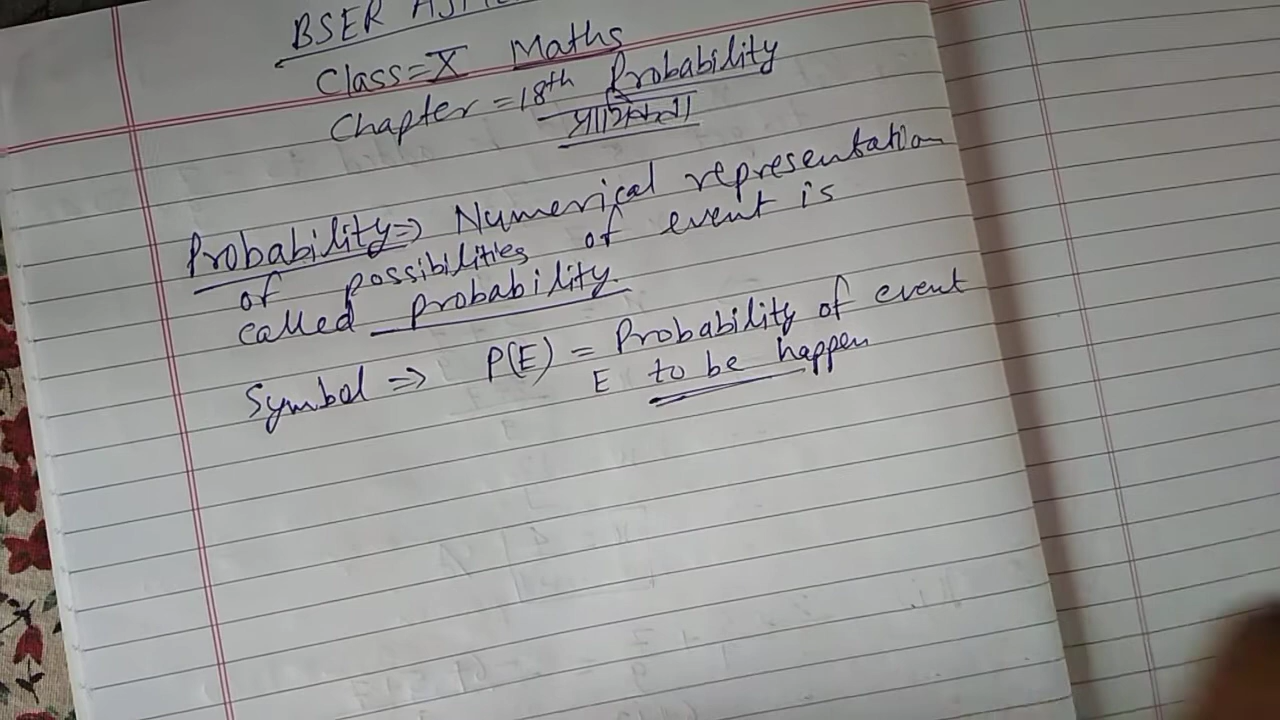 BSER
Class=X Maths
Chapter =18th Probability
प्रायिकता
Probability=> Numerical representation
of possibilities of event is
called probability.
Symbol => P(E) = Probability of event
E to be happen